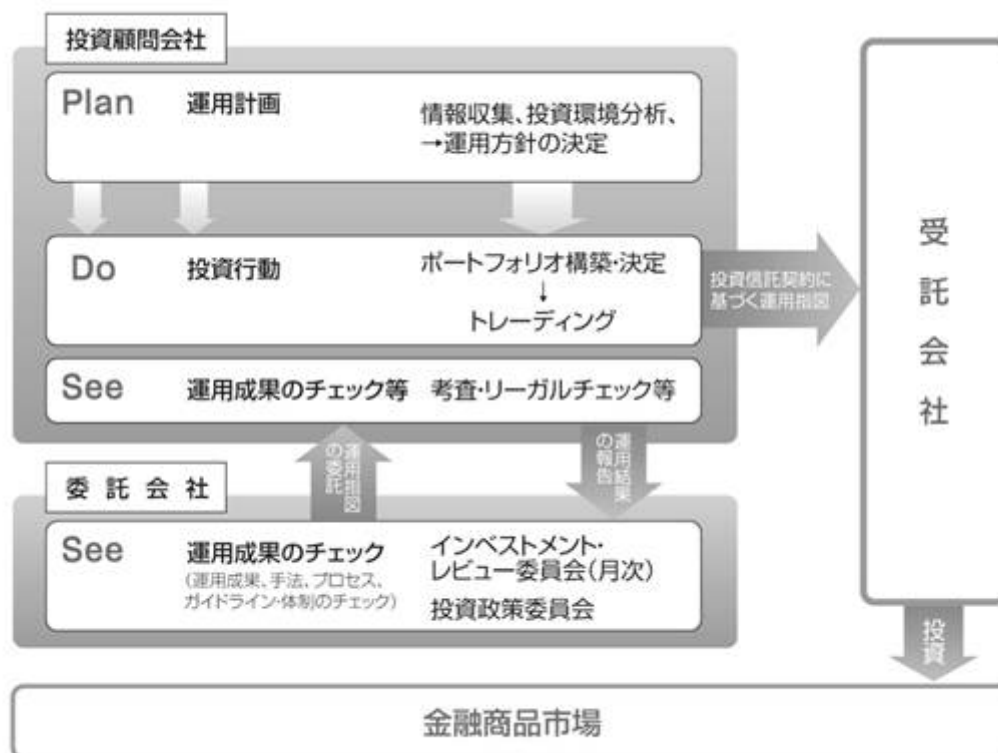 投資顧問会社
Plan 運用計画 情報収集、投資環境分析、
→運用方針の決定
Do 投資行動 ポートフォリオ構築・決定
↓
トレーディング
投資信託契約に
基づく運用指図
See 運用成果のチェック等 考査・リーガルチェック等
運用指図
の委託
運用結果
の報告
委託会社
See 運用成果のチェック
(運用成果、手法、プロセス、
ガイドライン・体制のチェック)
インベストメント・
レビュー委員会(月次)
投資政策委員会
受託会社
投資
金融商品市場